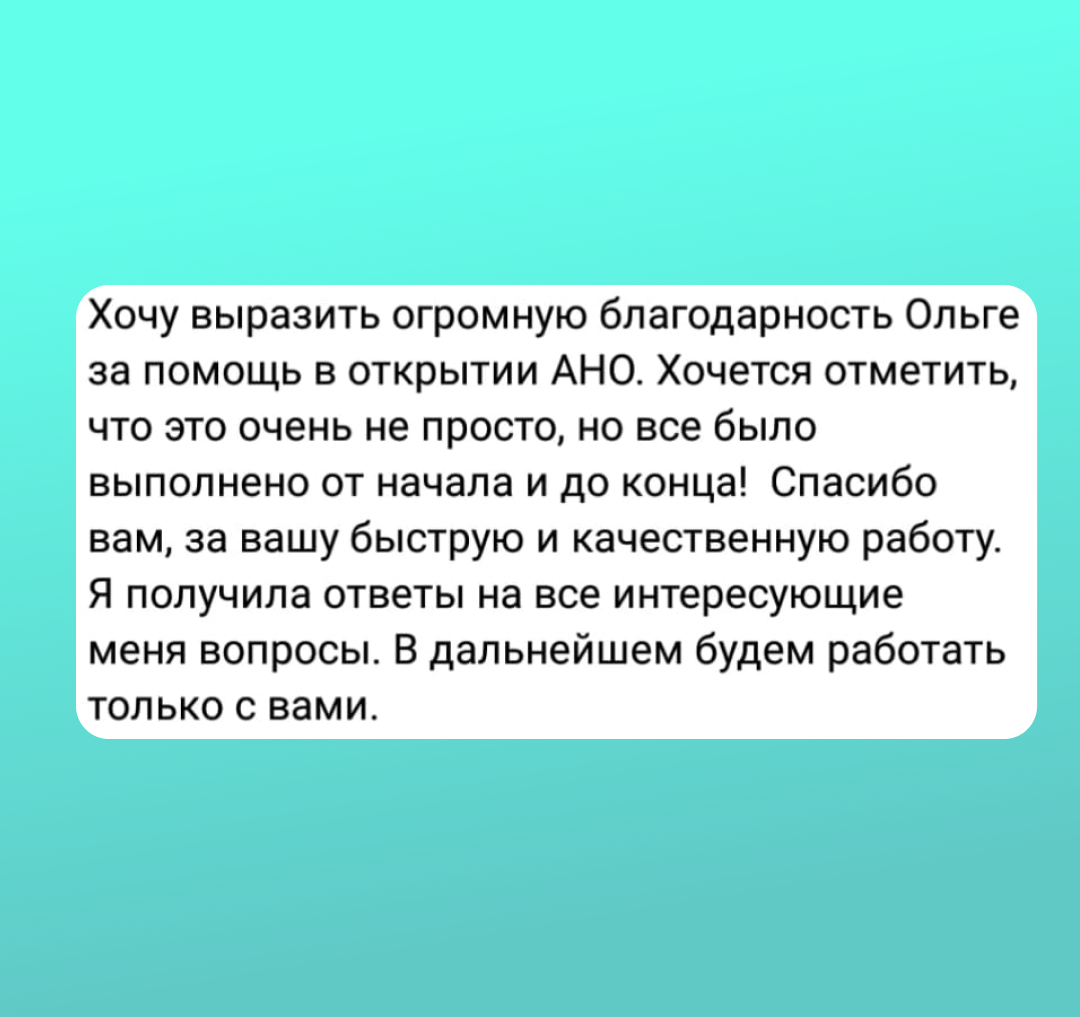 Хочу выразить огромную благодарность Ольге
за помощь в открытии АНО. Хочется отметить,
что это очень не просто, но все было
выполнено от начала и до конца!  Спасибо
вам, за вашу быструю и качественную работу.
Я получила ответы на все интересующие
меня вопросы. В дальнейшем будем работать
только с вами.